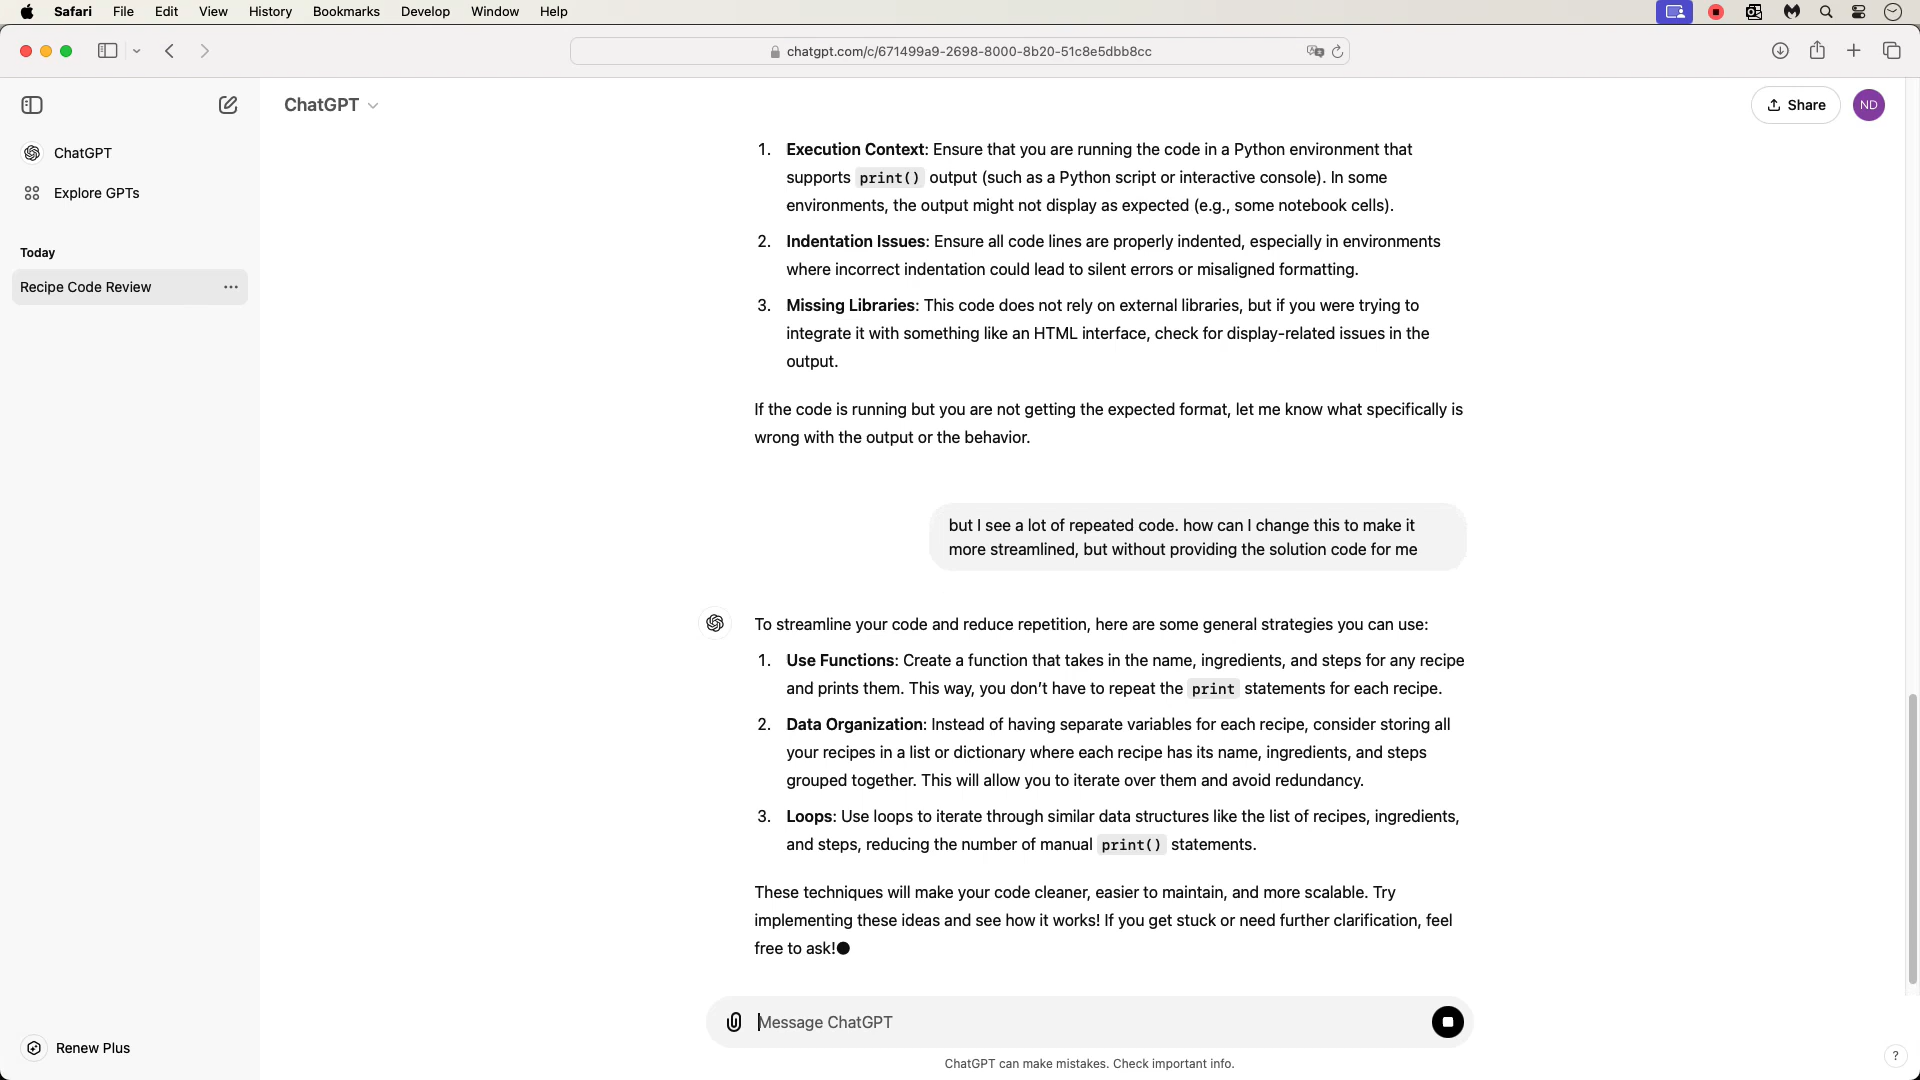 Safari File Edit View History Bookmarks Develop Window Help
chatgpt.com/c/671499a9-2698-8000-8b20-51c8e5dbb8cc
ChatGPT
Share
ND
ChatGPT
Explore GPTs
Today
Recipe Code Review
1. Execution Context: Ensure that you are running the code in a Python environment that
supports print() output (such as a Python script or interactive console). In some
environments, the output might not display as expected (e.g., some notebook cells).
2. Indentation Issues: Ensure all code lines are properly indented, especially in environments
where incorrect indentation could lead to silent errors or misaligned formatting.
3. Missing Libraries: This code does not rely on external libraries, but if you were trying to
integrate it with something like an HTML interface, check for display-related issues in the
output.
If the code is running but you are not getting the expected format, let me know what specifically is
wrong with the output or the behavior.
but I see a lot of repeated code. how can I change this to make it
more streamlined, but without providing the solution code for me
To streamline your code and reduce repetition, here are some general strategies you can use:
1. Use Functions: Create a function that takes in the name, ingredients, and steps for any recipe
and prints them. This way, you don't have to repeat the print statements for each recipe.
2. Data Organization: Instead of having separate variables for each recipe, consider storing all
your recipes in a list or dictionary where each recipe has its name, ingredients, and steps
grouped together. This will allow you to iterate over them and avoid redundancy.
3. Loops: Use loops to iterate through similar data structures like the list of recipes, ingredients,
and steps, reducing the number of manual print() statements.
These techniques will make your code cleaner, easier to maintain, and more scalable. Try
implementing these ideas and see how it works! If you get stuck or need further clarification, feel
free to ask!
Message ChatGPT
Renew Plus
ChatGPT can make mistakes. Check important info.
?